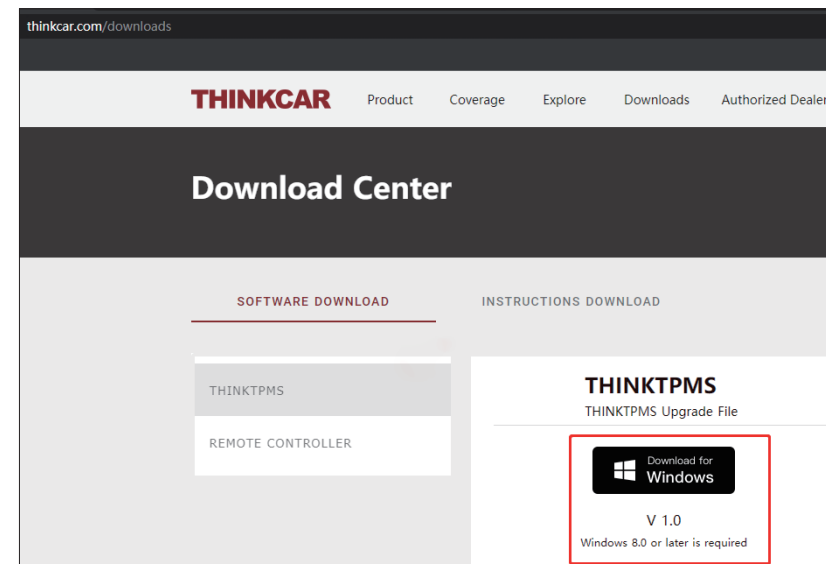 thinkcar.com/downloads
THINKCAR Product Coverage Explore Downloads Authorized Dealer
Download Center
SOFTWARE DOWNLOAD INSTRUCTIONS DOWNLOAD
THINKTPMS
REMOTE CONTROLLER
THINKTPMS
THINKTPMS Upgrade File
Download for
Windows
V 1.0
Windows 8.0 or later is required